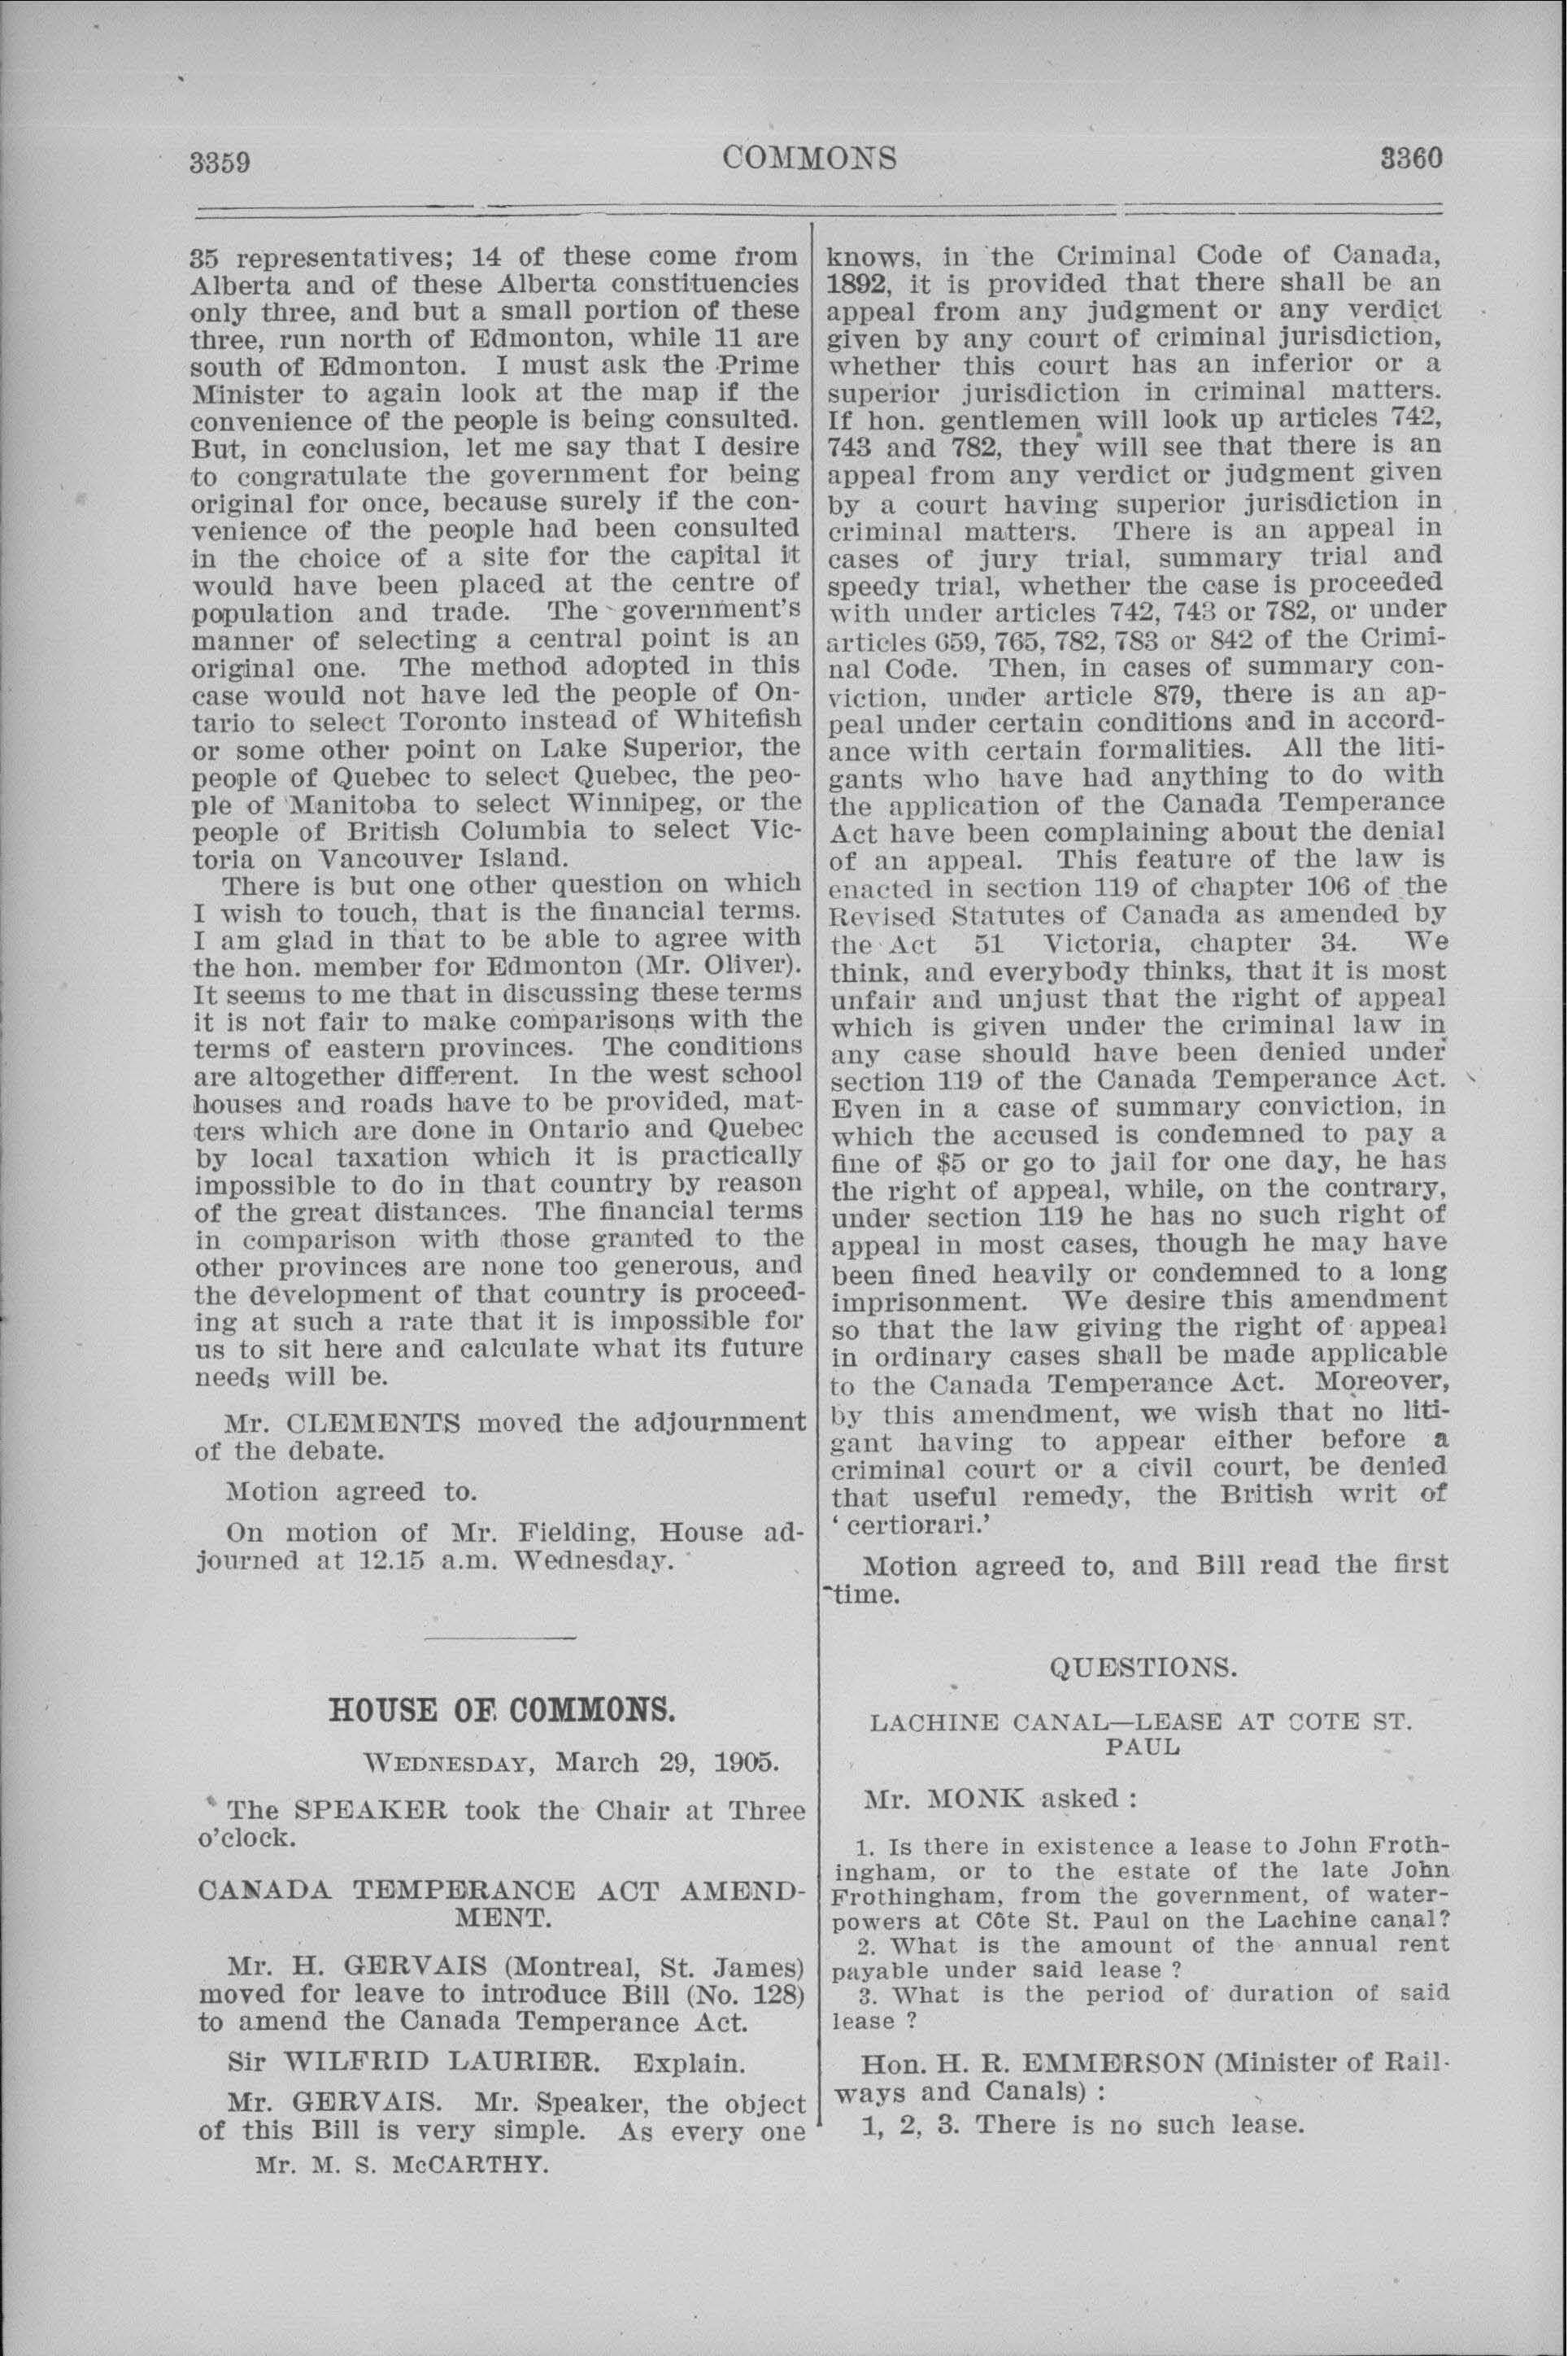 3359
COMMONS
3360
35 representatives; 14 of these come from
Alberta and of these Alberta constituencies
only three, and but a small portion of these
three, run north of Edmonton, while 11 are
south of Edmonton. I must ask the Prime
Minister to again look at the map if the
convenience of the people is being consulted.
But, in conclusion, let me say that I desire
to congratulate the government for being
original for once, because surely if the con-
venience of the people had been consulted
in the choice of a site for the capital it
would have been placed at the centre of
population and trade. The government's
manner of selecting a central point is an
original one. The method adopted in this
case would not have led the people of On-
tario to select Toronto instead of Whitefish
or some other point on Lake Superior, the
people of Quebec to select Quebec, the peo-
ple of Manitoba to select Winnipeg, or the
people of British Columbia to select Vic-
toria on Vancouver Island.
There is but one other question on which
I wish to touch, that is the financial terms.
I am glad in that to be able to agree with
the hon. member for Edmonton (Mr. Oliver).
It seems to me that in discussing these terms
it is not fair to make comparisons with the
terms of eastern provinces. The conditions
are altogether different. In the west school
houses and roads have to be provided, mat-
ters which are done in Ontario and Quebec
by local taxation which it is practically
impossible to do in that country by reason
of the great distances. The financial terms
in comparison with those granted to the
other provinces are none too generous, and
the development of that country is proceed-
ing at such a rate that it is impossible for
us to sit here and calculate what its future
needs will be.
Mr. CLEMENTS moved the adjournment
of the debate.
Motion agreed to.
On motion of Mr. Fielding, House ad-
journed at 12.15 a.m. Wednesday.
HOUSE OF COMMONS.
WEDNESDAY, March 29, 1905.
The SPEAKER took the Chair at Three
o'clock.
CANADA TEMPERANCE ACT AMEND-
MENT.
Mr. H. GERVAIS (Montreal, St. James)
moved for leave to introduce Bill (No. 128)
to amend the Canada Temperance Act.
Sir WILFRID LAURIER. Explain.
Mr. GERVAIS. Mr. Speaker, the object
of this Bill is very simple. As every one
Mr. M. S. McCARTHY.
knows, in the Criminal Code of Canada,
1892, it is provided that there shall be an
appeal from any judgment or any verdict
given by any court of criminal jurisdiction,
whether this court has an inferior or a
superior jurisdiction in criminal matters.
If hon. gentlemen will look up articles 742,
743 and 782, they will see that there is an
appeal from any verdict or judgment given
by a court having superior jurisdiction in
criminal matters. There is an appeal in
cases of jury trial, summary trial and
speedy trial, whether the case is proceeded
with under articles 742, 743 or 782, or under
articles 659, 765, 782, 783 or 842 of the Crimi-
nal Code. Then, in cases of summary con-
viction, under article 879, there is an ap-
peal under certain conditions and in accord-
ance with certain formalities. All the liti-
gants who have had anything to do with
the application of the Canada Temperance
Act have been complaining about the denial
of an appeal. This feature of the law is
enacted in section 119 of chapter 106 of the
Revised Statutes of Canada as amended by
the Act 51 Victoria, chapter 34. We
think, and everybody thinks, that it is most
unfair and unjust that the right of appeal
which is given under the criminal law in
any case should have been denied under
section 119 of the Canada Temperance Act.
Even in a case of summary conviction, in
which the accused is condemned to pay a
fine of $5 or go to jail for one day, he has
the right of appeal, while, on the contrary,
under section 119 he has no such right of
appeal in most cases, though he may have
been fined heavily or condemned to a long
imprisonment. We desire this amendment
so that the law giving the right of appeal
in ordinary cases shall be made applicable
to the Canada Temperance Act. Moreover,
by this amendment, we wish that no liti-
gant having to appear either before a
criminal court or a civil court, be denied
that useful remedy, the British writ of
' certiorari.'
Motion agreed to, and Bill read the first
time.
QUESTIONS.
LACHINE CANAL—LEASE AT COTE ST.
PAUL
Mr. MONK asked :
1. Is there in existence a lease to John Froth-
ingham, or to the estate of the late John
Frothingham, from the government, of water-
powers at Côte St. Paul on the Lachine canal?
2. What is the amount of the annual rent
payable under said lease ?
3. What is the period of duration of said
lease ?
Hon. H. R. EMMERSON (Minister of Rail-
ways and Canals) :
1, 2, 3. There is no such lease.